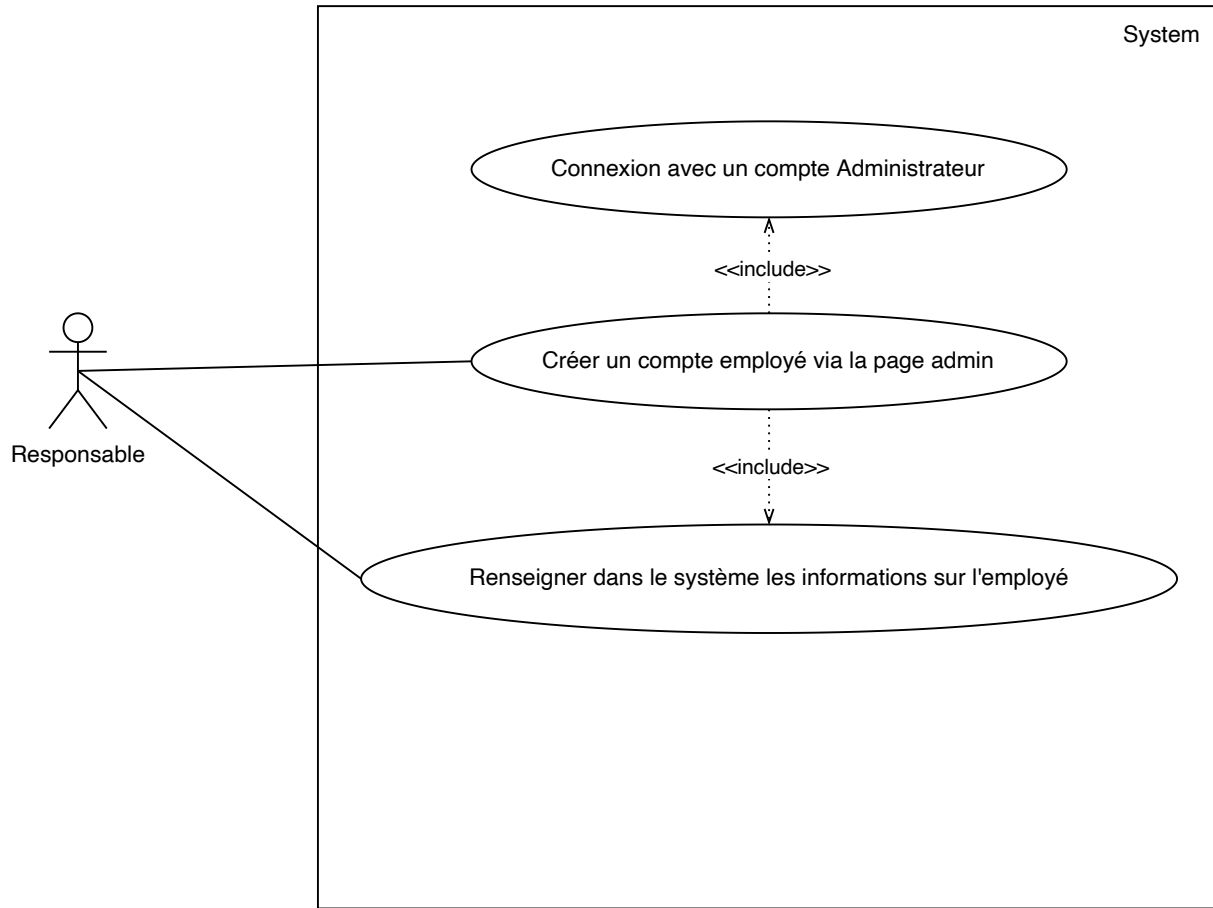 System
Connexion avec un compte Administrateur
<<include>>
Créer un compte employé via la page admin
Responsable
<<include>>
Renseigner dans le système les informations sur l'employé